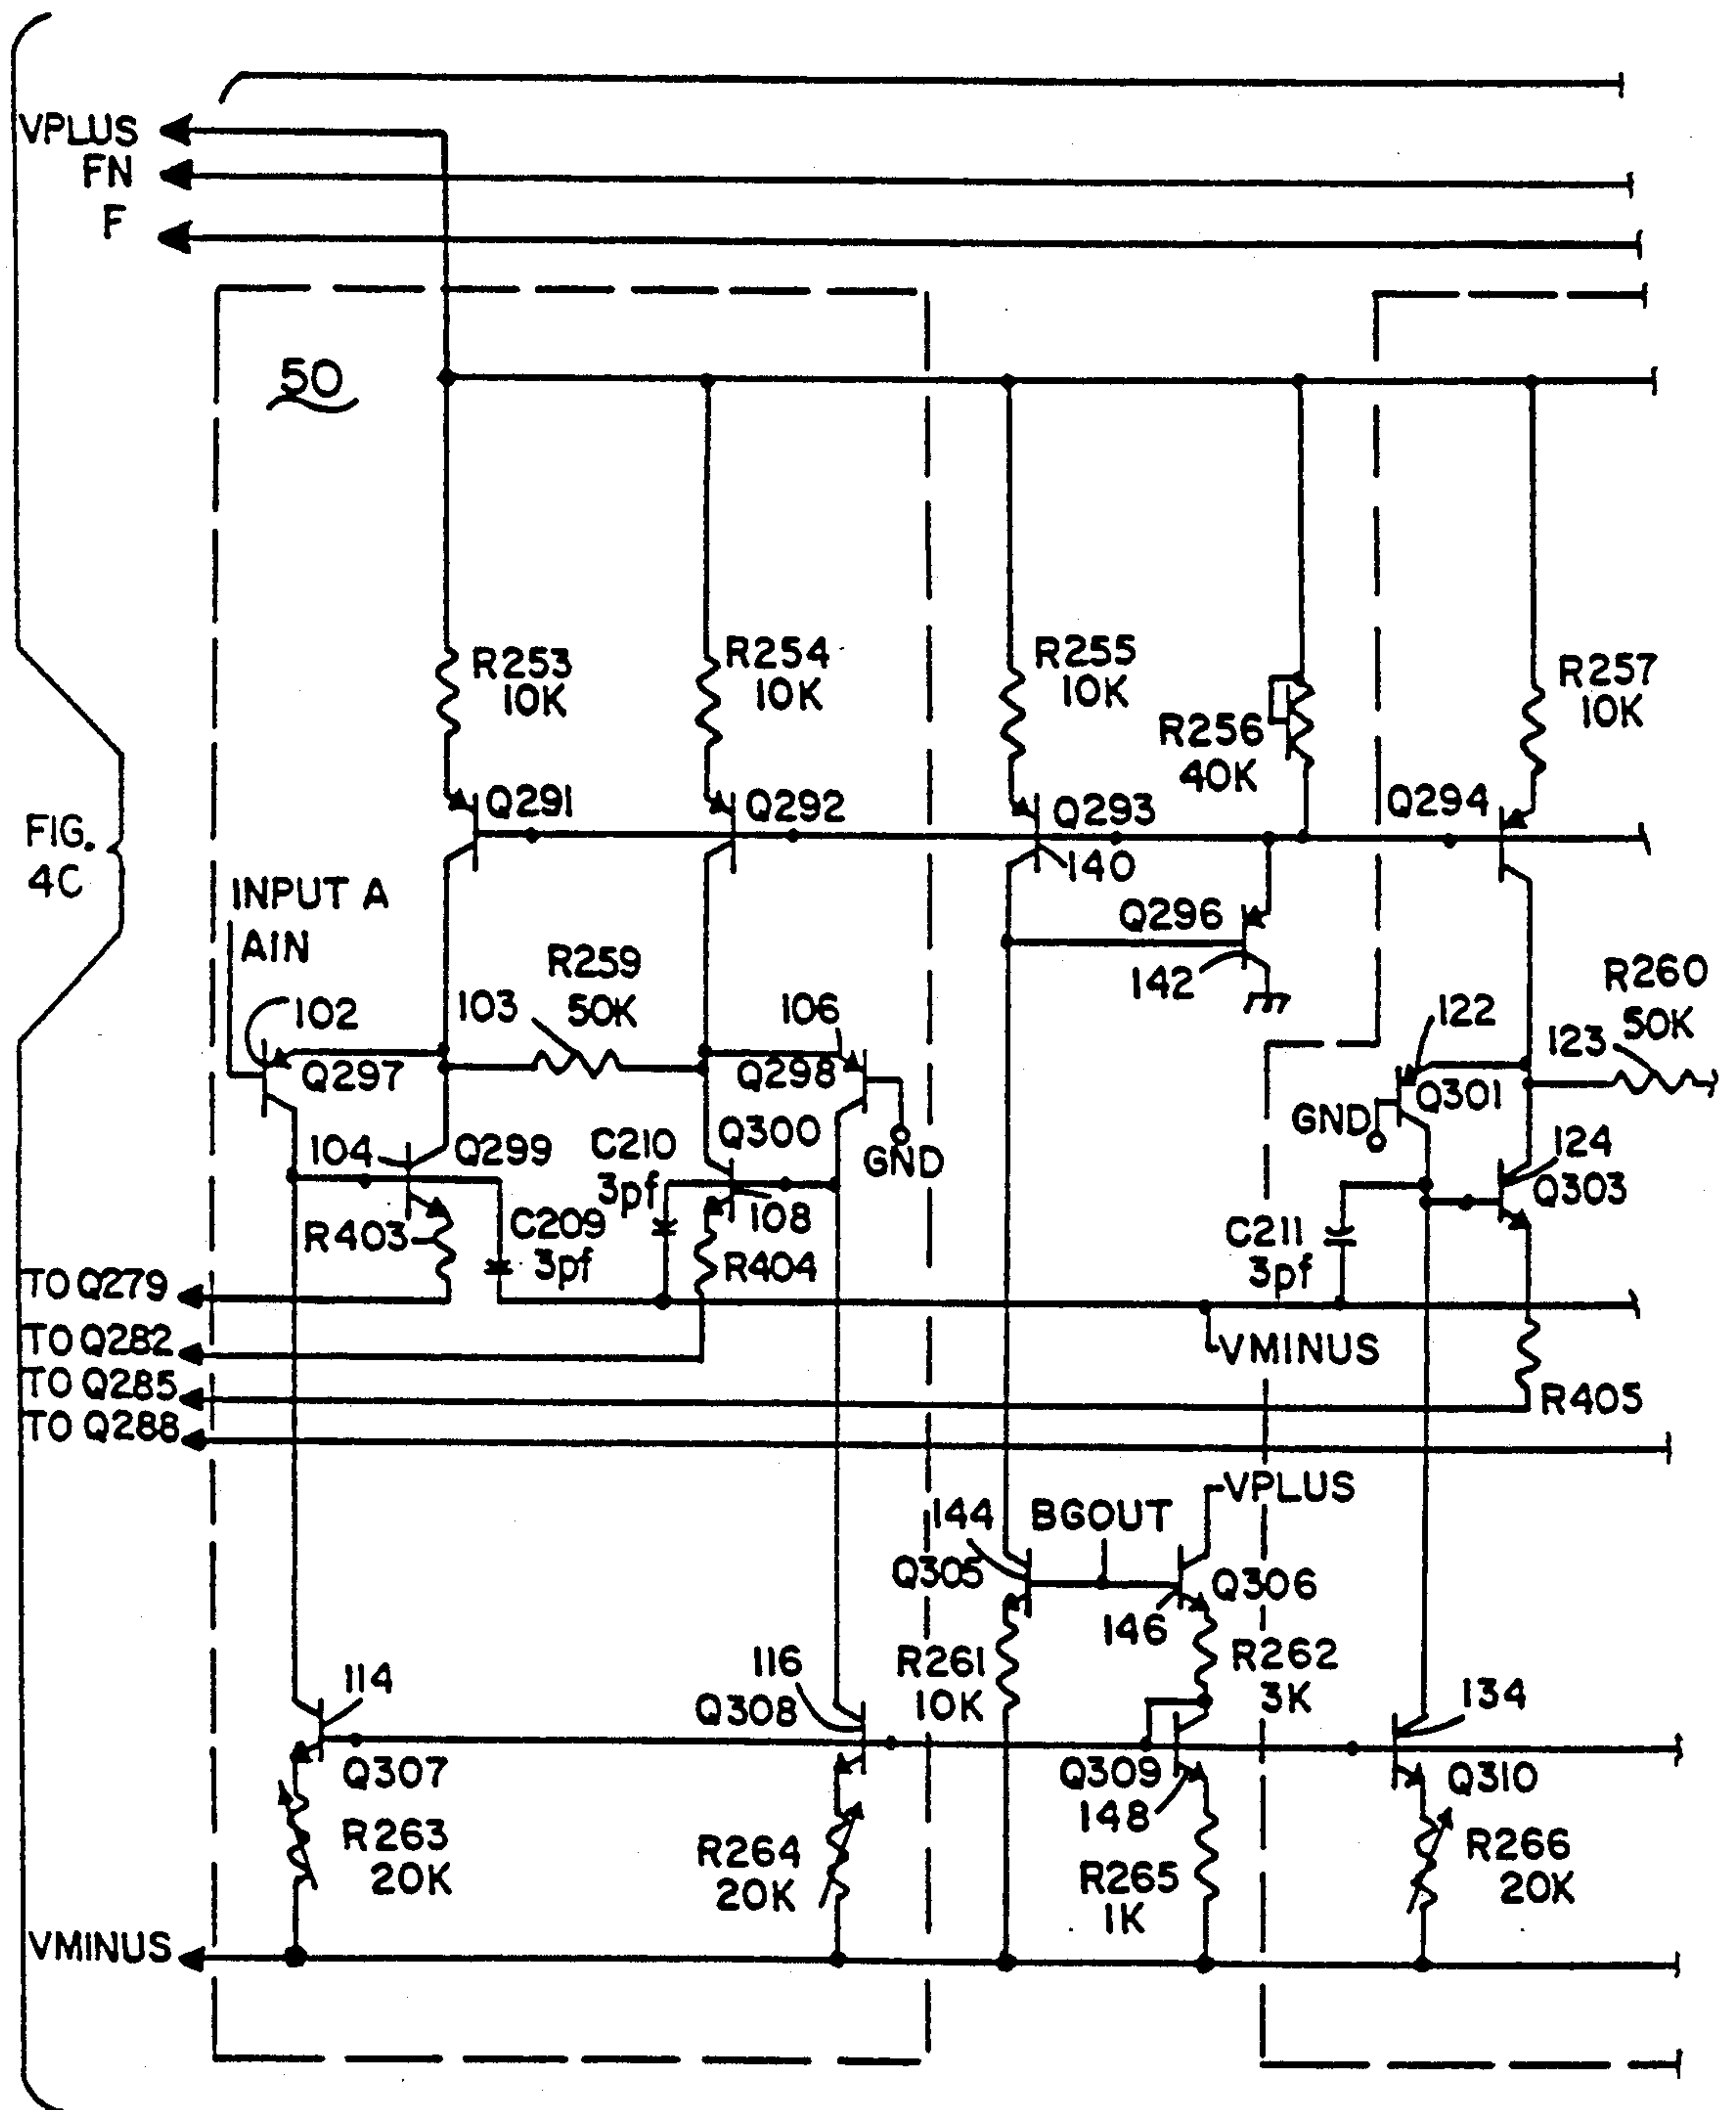 VPLUS
FN
F
50
R253
10K
R254
10K
R255
10K
R256
40K
R257
10K
Q291
Q292
Q293
140
Q294
FIG.
4C
INPUT A
AIN
Q296
142
102
Q297
103
R259
50K
106
Q298
GND
122
Q301
GND
R260
50K
123
104
Q299
C210
3pf
Q300
108
124
Q303
R403
C209
3pf
R404
C211
3pf
TO Q279
TO Q282
VMINUS
TO Q285
R405
TO Q288
VPLUS
144
BGOUT
Q305
Q306
146
114
116
Q308
R261
10K
R262
3K
134
Q307
Q309
148
Q310
R263
20K
R264
20K
R265
1K
R266
20K
VMINUS